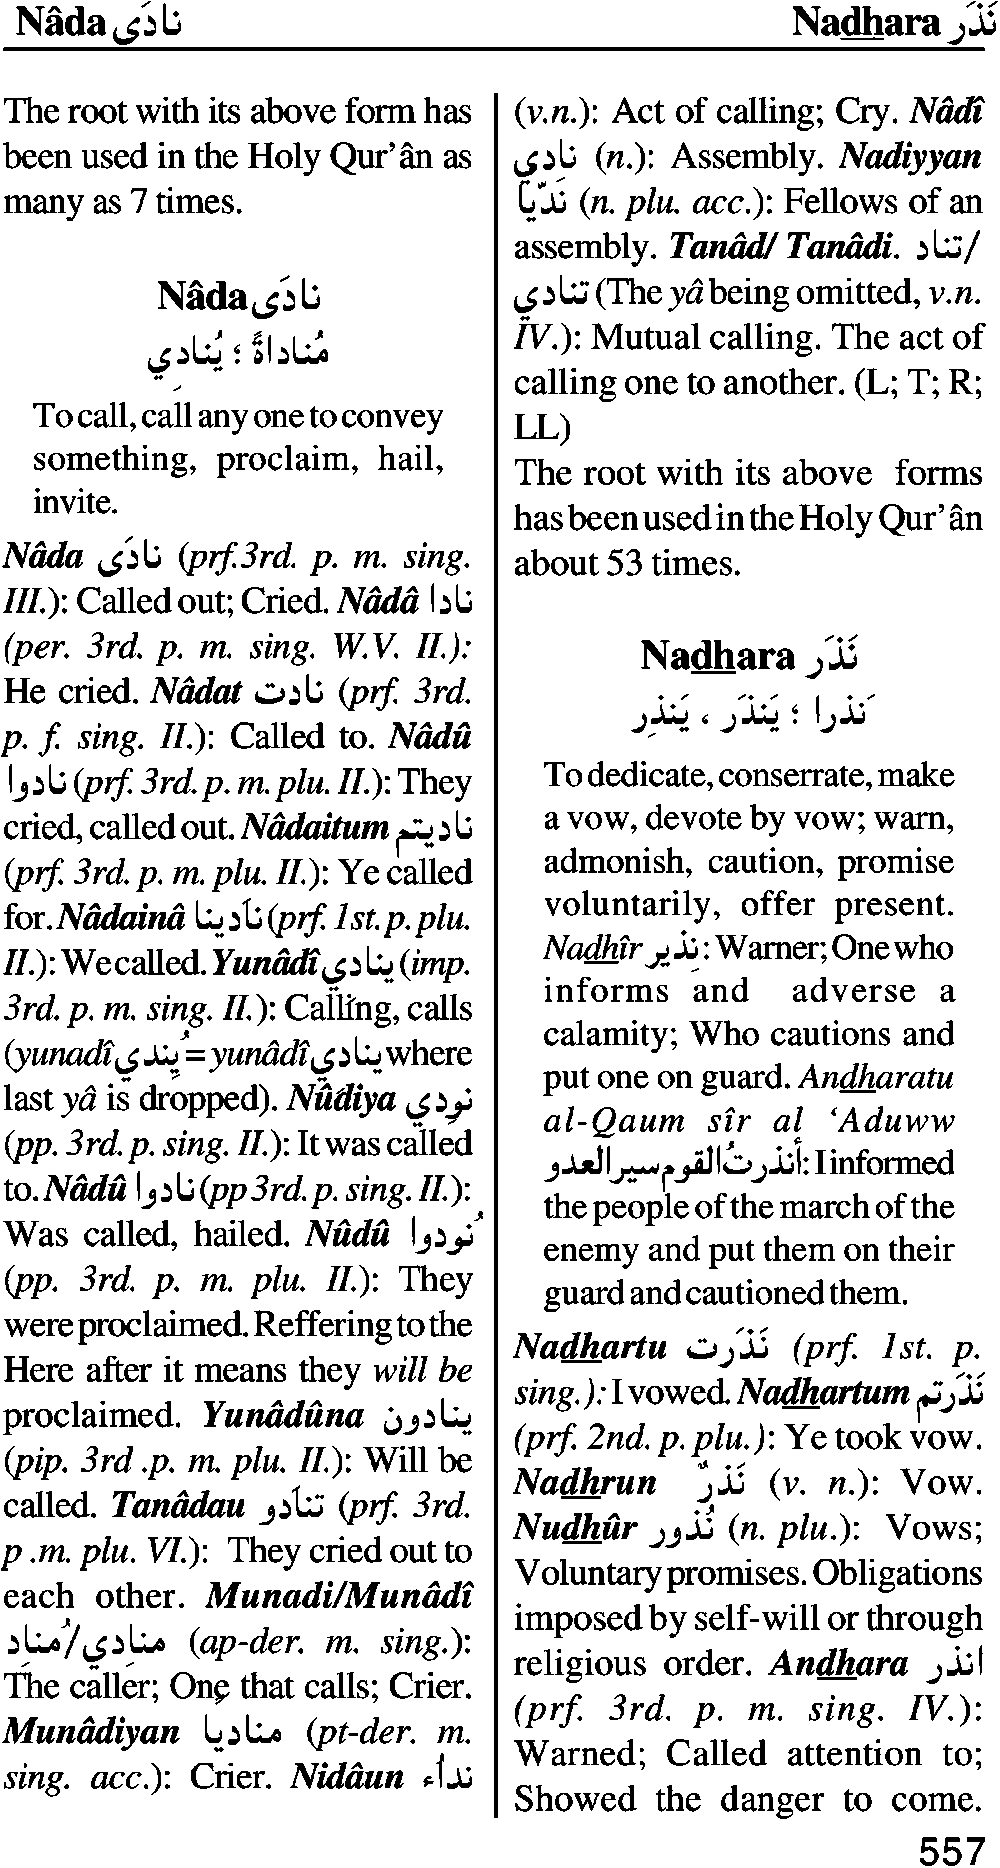 Nâda نادَى
Nadhara نَذَر
The root with its above form has
been used in the Holy Qur'ân as
many as 7 times.
Nâda نادَى
مُناداةً ؛ يُنادِي
To call, call any one to convey
something, proclaim, hail,
invite.
Nâda نادَى (prf.3rd. p. m. sing.
III.): Called out; Cried. Nâdâ نادا
(per. 3rd. p. m. sing. W.V. II.):
He cried. Nâdat نادت (prf. 3rd.
p. f. sing. II.): Called to. Nâdû
نادوا (prf. 3rd. p. m. plu. II.): They
cried, called out. Nâdaitum ناديتم
(prf. 3rd. p. m. plu. II.): Ye called
for. Nâdainâ نادَينا (prf. 1st. p. plu.
II.): We called. Yunâdî ينادي (imp.
3rd. p. m. sing. II.): Calling, calls
(yunadî يُندي = yunâdî ينادي where
last yâ is dropped). Nûdiya نودِي
(pp. 3rd. p. sing. II.): It was called
to. Nâdû نادوا (pp 3rd. p. sing. II.):
Was called, hailed. Nûdû نُودوا
(pp. 3rd. p. m. plu. II.): They
were proclaimed. Reffering to the
Here after it means they will be
proclaimed. Yunâdûna ينادون
(pip. 3rd .p. m. plu. II.): Will be
called. Tanâdau تنادَو (prf. 3rd.
p .m. plu. VI.): They cried out to
each other. Munadi/Munâdî
منادِي/مُنادِ (ap-der. m. sing.):
The caller; One that calls; Crier.
Munâdiyan مناديا (pt-der. m.
sing. acc.): Crier. Nidâun نداء
(v.n.): Act of calling; Cry. Nâdî
نادي (n.): Assembly. Nadiyyan
نَدّيا (n. plu. acc.): Fellows of an
assembly. Tanâd/ Tanâdi. تناد/
تنادي (The yâ being omitted, v.n.
IV.): Mutual calling. The act of
calling one to another. (L; T; R;
LL)
The root with its above forms
has been used in the Holy Qur'ân
about 53 times.
Nadhara نَذَر
نَذرا ؛ يَنذَر ، يَنذِر
To dedicate, conserrate, make
a vow, devote by vow; warn,
admonish, caution, promise
voluntarily, offer present.
Nadhîr نذِير: Warner; One who
informs and adverse a
calamity; Who cautions and
put one on guard. Andharatu
al-Qaum sîr al 'Aduww
أنذرتُ القوم سير العدو: I informed
the people of the march of the
enemy and put them on their
guard and cautioned them.
Nadhartu نَذَرت (prf. 1st. p.
sing.): I vowed. Nadhartum نَذَرتم
(prf. 2nd. p. plu.): Ye took vow.
Nadhrun نَذرٌ (v. n.): Vow.
Nudhûr نُذور (n. plu.): Vows;
Voluntary promises. Obligations
imposed by self-will or through
religious order. Andhara انذر
(prf. 3rd. p. m. sing. IV.):
Warned; Called attention to;
Showed the danger to come.
557